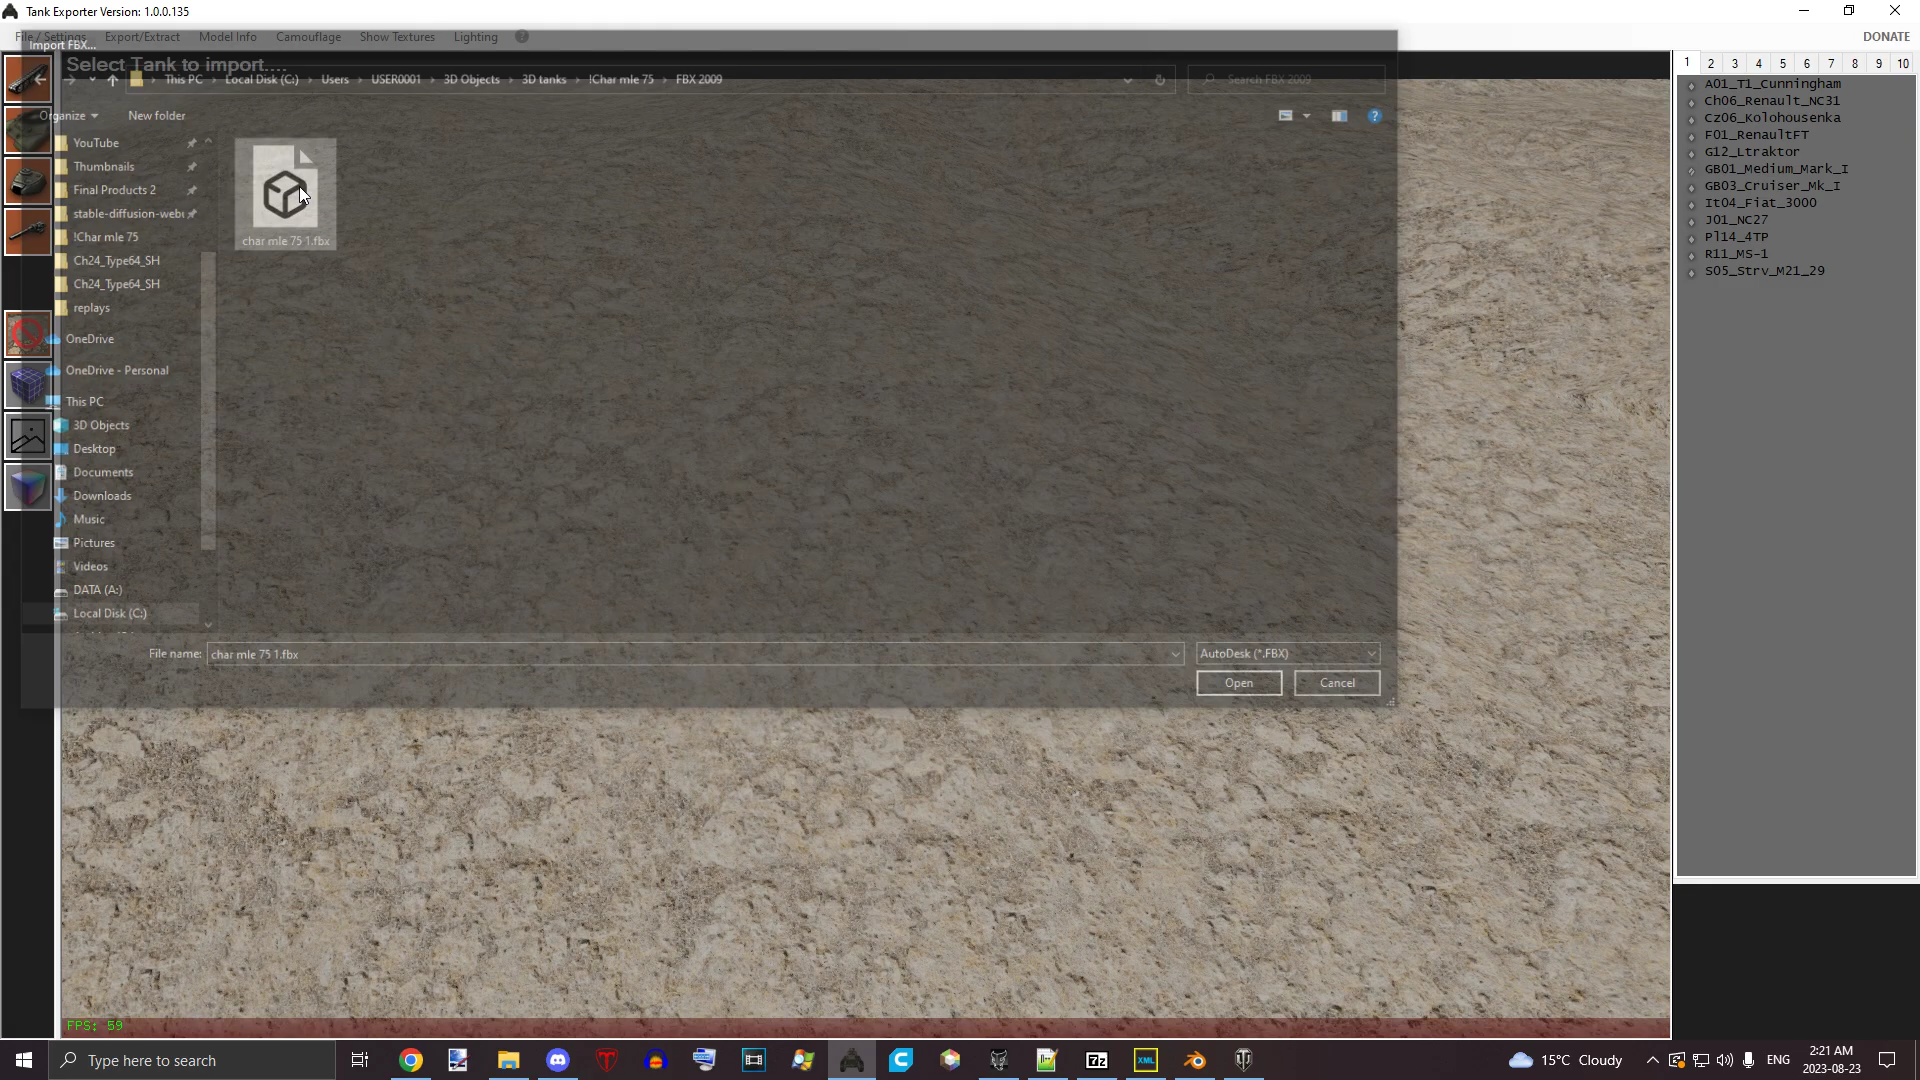 Tank Exporter Version: 1.0.0.135
File / Settings Export/Extract Model Info Camouflage Show Textures Lighting ? DONATE
Import FBX...
Select Tank to import....
This PC Local Disk (C:) Users USER0001 3D Objects 3D tanks !Char mle 75 FBX 2009 Search FBX 2009
Organize New folder
YouTube
Thumbnails
Final Products 2
stable-diffusion-webu
!Char mle 75
Ch24_Type64_SH
Ch24_Type64_SH
replays
OneDrive
OneDrive - Personal
This PC
3D Objects
Desktop
Documents
Downloads
Music
Pictures
Videos
DATA (A:)
Local Disk (C:)
char mle 75 1.fbx
File name: char mle 75 1.fbx AutoDesk (*.FBX)
Open Cancel
1 2 3 4 5 6 7 8 9 10
A01_T1_Cunningham
Ch06_Renault_NC31
Cz06_Kolohousenka
F01_RenaultFT
G12_Ltraktor
GB01_Medium_Mark_I
GB03_Cruiser_Mk_I
It04_Fiat_3000
J01_NC27
Pl14_4TP
R11_MS-1
S05_Strv_M21_29
FPS: 59
Type here to search
7z
XML
15°C Cloudy
ENG
2:21 AM
2023-08-23